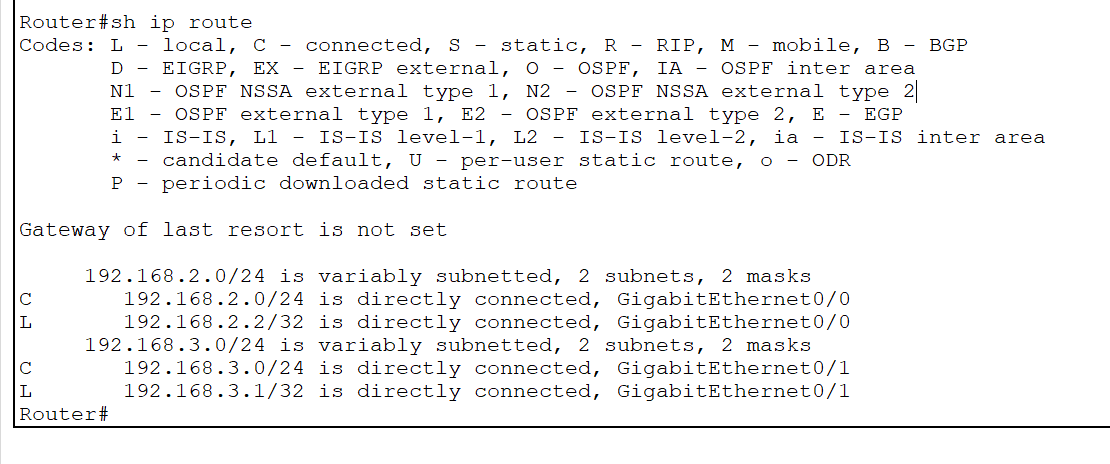 Router#sh ip route
Codes: L - local, C - connected, S - static, R - RIP, M - mobile, B - BGP
       D - EIGRP, EX - EIGRP external, O - OSPF, IA - OSPF inter area
       N1 - OSPF NSSA external type 1, N2 - OSPF NSSA external type 2
       E1 - OSPF external type 1, E2 - OSPF external type 2, E - EGP
       i - IS-IS, L1 - IS-IS level-1, L2 - IS-IS level-2, ia - IS-IS inter area
       * - candidate default, U - per-user static route, o - ODR
       P - periodic downloaded static route

Gateway of last resort is not set

     192.168.2.0/24 is variably subnetted, 2 subnets, 2 masks
C       192.168.2.0/24 is directly connected, GigabitEthernet0/0
L       192.168.2.2/32 is directly connected, GigabitEthernet0/0
     192.168.3.0/24 is variably subnetted, 2 subnets, 2 masks
C       192.168.3.0/24 is directly connected, GigabitEthernet0/1
L       192.168.3.1/32 is directly connected, GigabitEthernet0/1
Router#